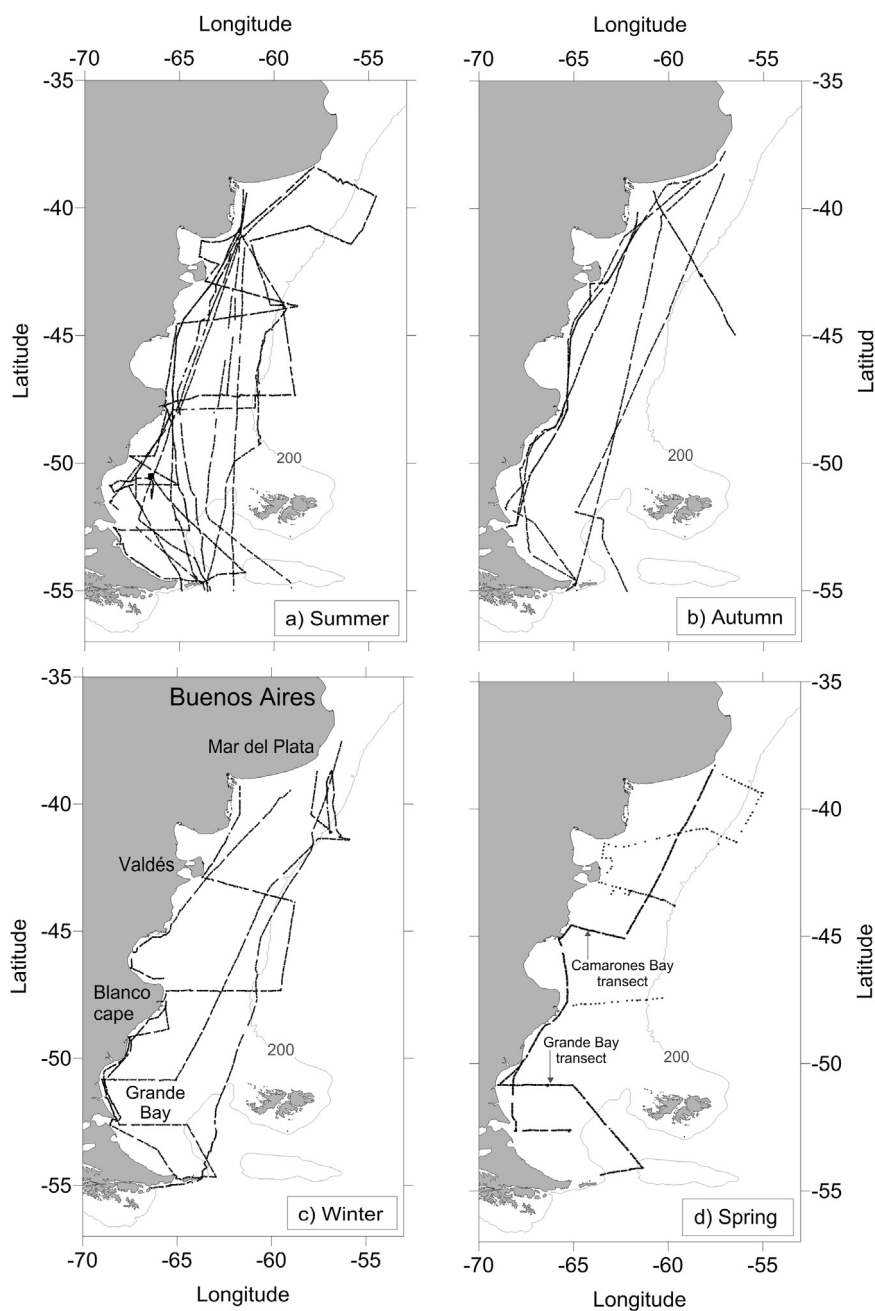 Longitude
-70 -65 -60 -55
-35
-40
-45
Latitude
-50
200
-55
a) Summer
Longitude
-70 -65 -60 -55
-35
-40
-45
Latitud
-50
200
-55
b) Autumn
-35
Buenos Aires
Mar del Plata
-40
Valdés
-45
Latitude
Blanco
cape
-50
200
Grande
Bay
-55
c) Winter
-70 -65 -60 -55
Longitude
-35
-40
-45
Camarones Bay
transect
Latitude
Grande Bay
transect
-50
200
-55
d) Spring
-70 -65 -60 -55
Longitude